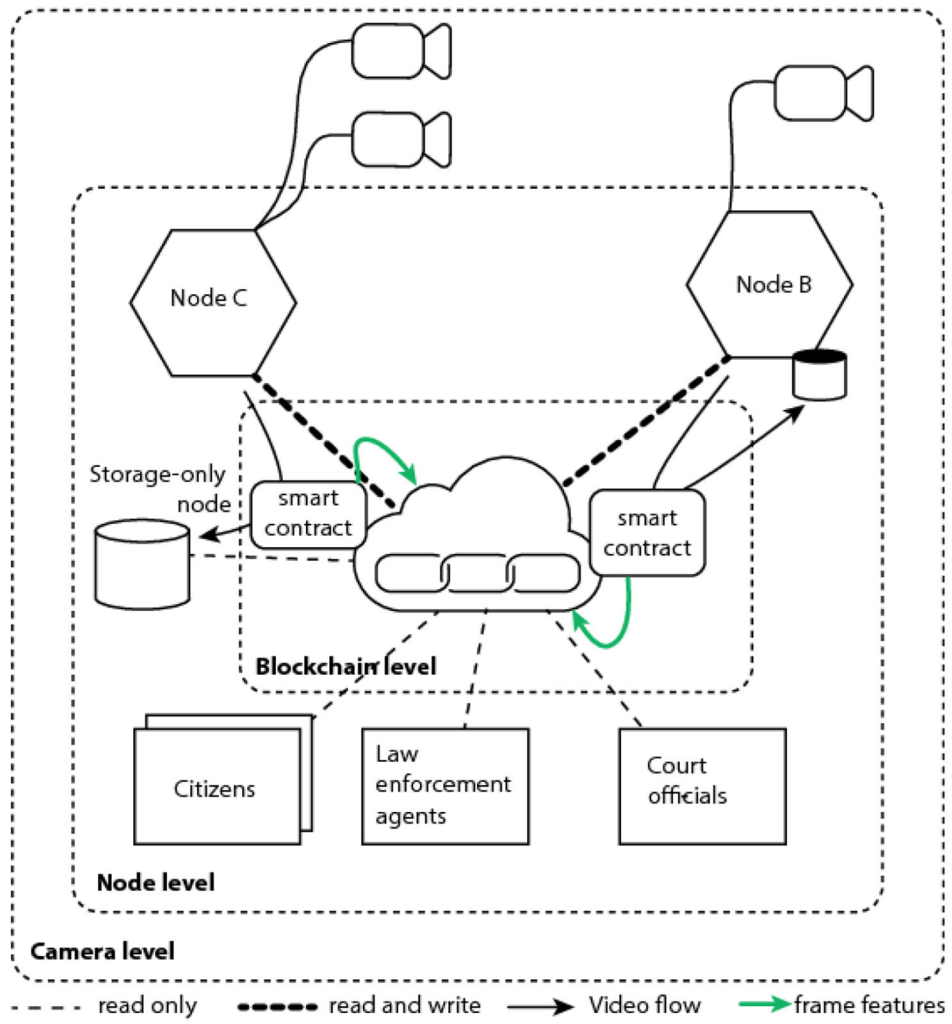 Node C
Node B
Storage-only
node
smart
contract
smart
contract
Blockchain level
Citizens
Law
enforcement
agents
Court
officials
Node level
Camera level
read only
read and write
Video flow
frame features